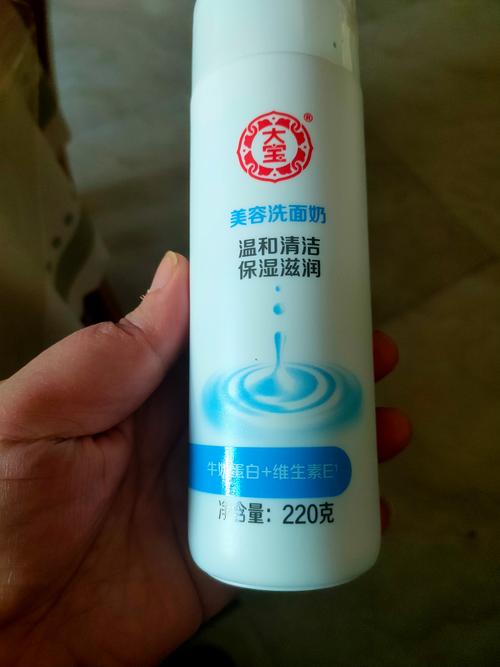 大宝®
美容洗面奶
温和清洁
保湿滋润
牛奶蛋白+维生素E
净含量：220克